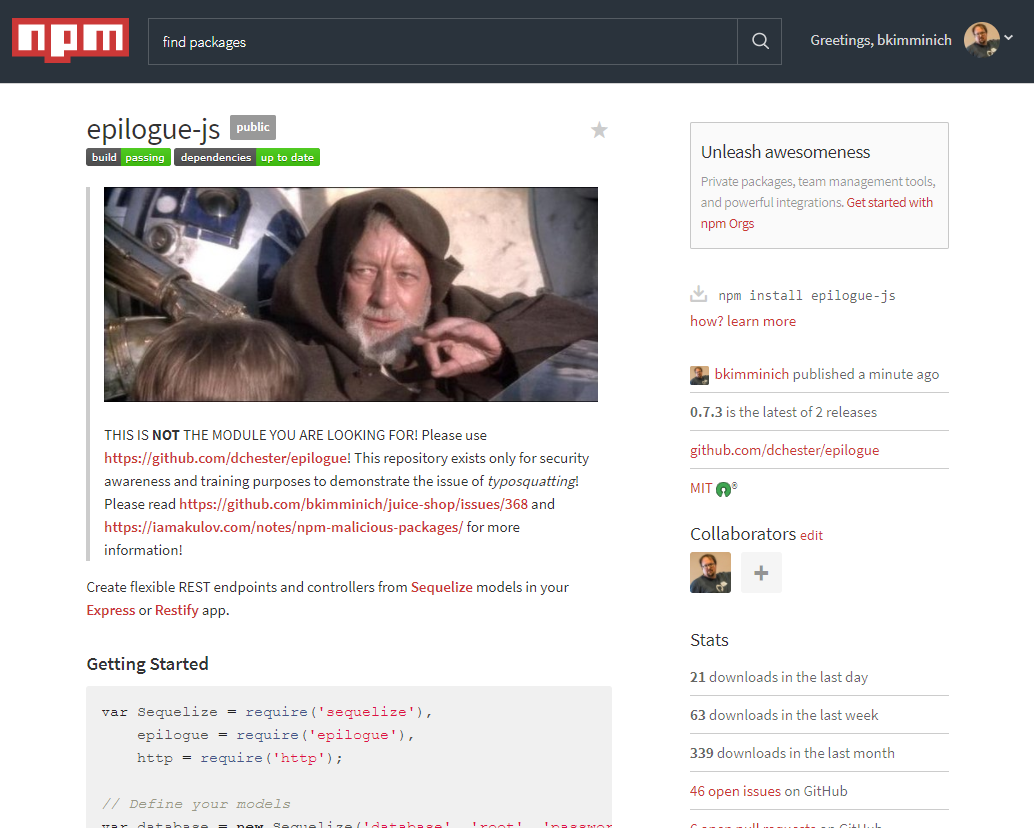 npm
find packages
Greetings, bkimminich
epilogue-js public
build passing dependencies up to date
THIS IS NOT THE MODULE YOU ARE LOOKING FOR! Please use
https://github.com/dchester/epilogue! This repository exists only for security
awareness and training purposes to demonstrate the issue of typosquatting!
Please read https://github.com/bkimminich/juice-shop/issues/368 and
https://iamakulov.com/notes/npm-malicious-packages/ for more
information!
Create flexible REST endpoints and controllers from Sequelize models in your
Express or Restify app.
Getting Started
var Sequelize = require('sequelize'),
    epilogue = require('epilogue'),
    http = require('http');
// Define your models
var database = new Sequelize('database', 'root', 'passwor
Unleash awesomeness
Private packages, team management tools,
and powerful integrations. Get started with
npm Orgs
npm install epilogue-js
how? learn more
bkimminich published a minute ago
0.7.3 is the latest of 2 releases
github.com/dchester/epilogue
MIT ®
Collaborators edit
+
Stats
21 downloads in the last day
63 downloads in the last week
339 downloads in the last month
46 open issues on GitHub
6 open pull requests on GitHub